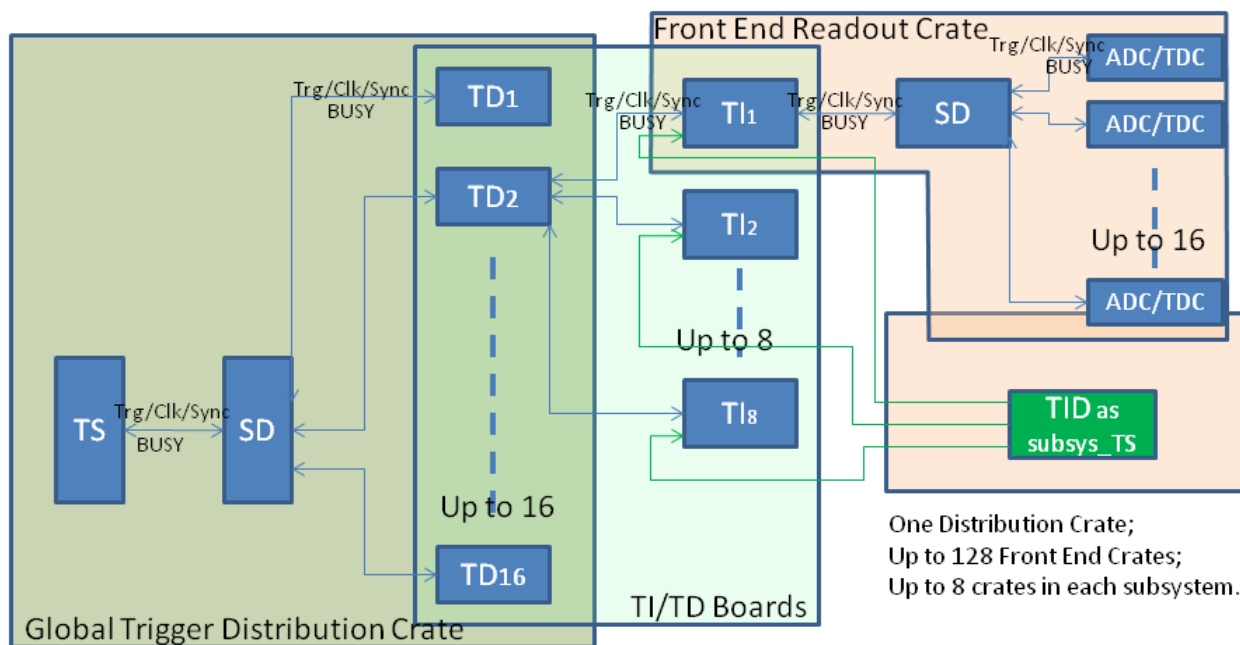 Front End Readout Crate
Trg/Clk/Sync
BUSY
ADC/TDC
Trg/Clk/Sync
BUSY
TD1
Trg/Clk/Sync
BUSY
TI1
Trg/Clk/Sync
BUSY
SD
ADC/TDC
TD2
TI2
Up to 16
ADC/TDC
Up to 8
TS
Trg/Clk/Sync
BUSY
SD
TI8
TID as
subsys_TS
Up to 16
TD16
One Distribution Crate;
Up to 128 Front End Crates;
Up to 8 crates in each subsystem.
TI/TD Boards
Global Trigger Distribution Crate